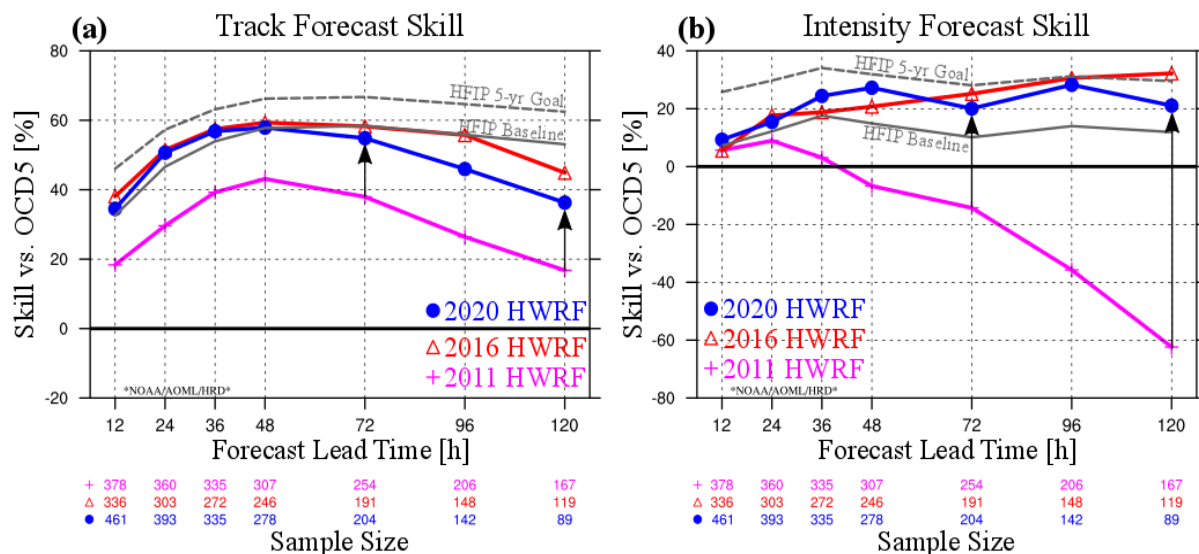 (a) Track Forecast Skill
Skill vs. OCD5 [%]
80
60
40
20
0
-20
HFIP 5-yr Goal
HFIP Baseline
2020 HWRF
2016 HWRF
2011 HWRF
*NOAA/AOML/HRD*
12 24 36 48 72 96 120
Forecast Lead Time [h]
+ 378 360 335 307 254 206 167
336 303 272 246 191 148 119
461 393 335 278 204 142 89
Sample Size
(b) Intensity Forecast Skill
Skill vs. OCD5 [%]
40
20
0
-20
-40
-60
-80
HFIP 5-yr Goal
HFIP Baseline
2020 HWRF
2016 HWRF
2011 HWRF
*NOAA/AOML/HRD*
12 24 36 48 72 96 120
Forecast Lead Time [h]
+ 378 360 335 307 254 206 167
336 303 272 246 191 148 119
461 393 335 278 204 142 89
Sample Size